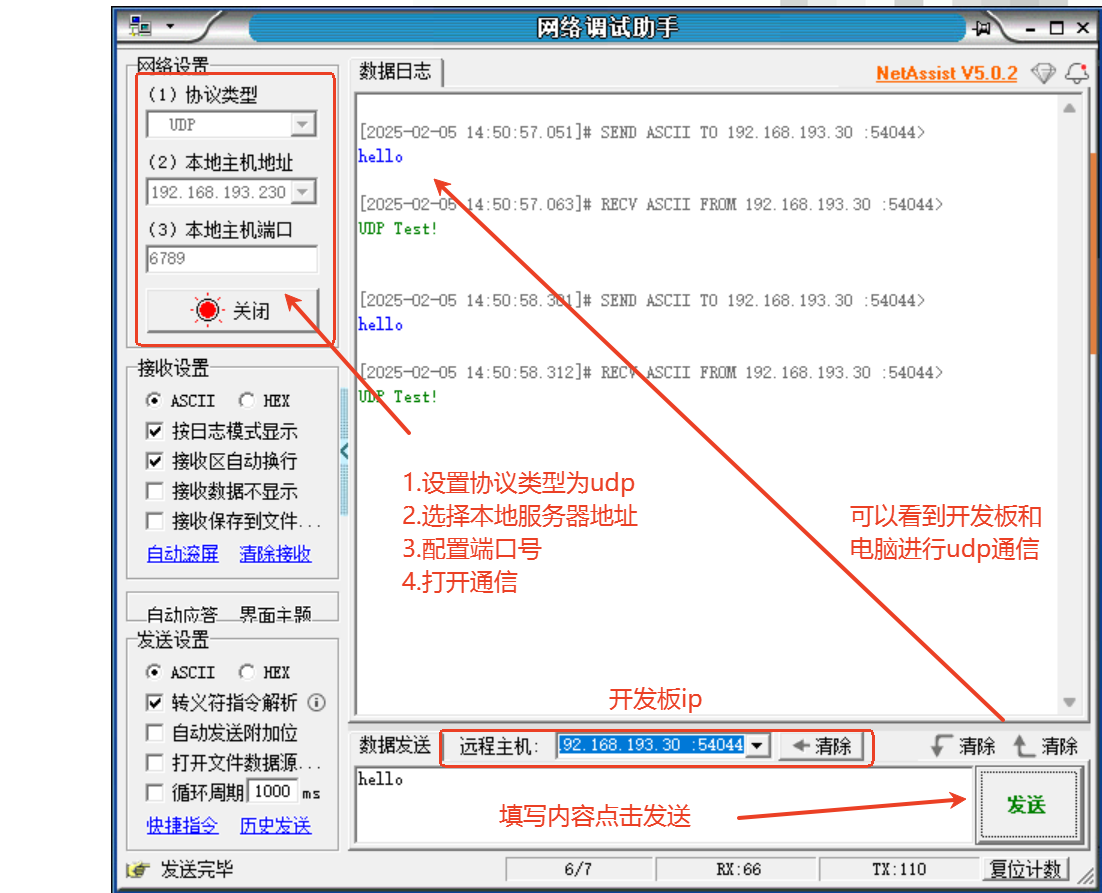 网络调试助手
网络设置
(1) 协议类型
UDP
(2) 本地主机地址
192.168.193.230
(3) 本地主机端口
6789
关闭
接收设置
ASCII HEX
按日志模式显示
接收区自动换行
接收数据不显示
接收保存到文件...
自动滚屏 清除接收
自动应答 界面主题
发送设置
ASCII HEX
转义符指令解析
自动发送附加位
打开文件数据源...
循环周期 1000 ms
快捷指令 历史发送
数据日志
NetAssist V5.0.2
[2025-02-05 14:50:57.051]# SEND ASCII TO 192.168.193.30 :54044>
hello
[2025-02-05 14:50:57.063]# RECV ASCII FROM 192.168.193.30 :54044>
UDP Test!
[2025-02-05 14:50:58.301]# SEND ASCII TO 192.168.193.30 :54044>
hello
[2025-02-05 14:50:58.312]# RECV ASCII FROM 192.168.193.30 :54044>
UDP Test!
1.设置协议类型为udp
2.选择本地服务器地址
3.配置端口号
4.打开通信
可以看到开发板和
电脑进行udp通信
开发板ip
数据发送 远程主机: 92.168.193.30 :54044 清除 清除 清除
hello
填写内容点击发送
发送
发送完毕 6/7 RX:66 TX:110 复位计数